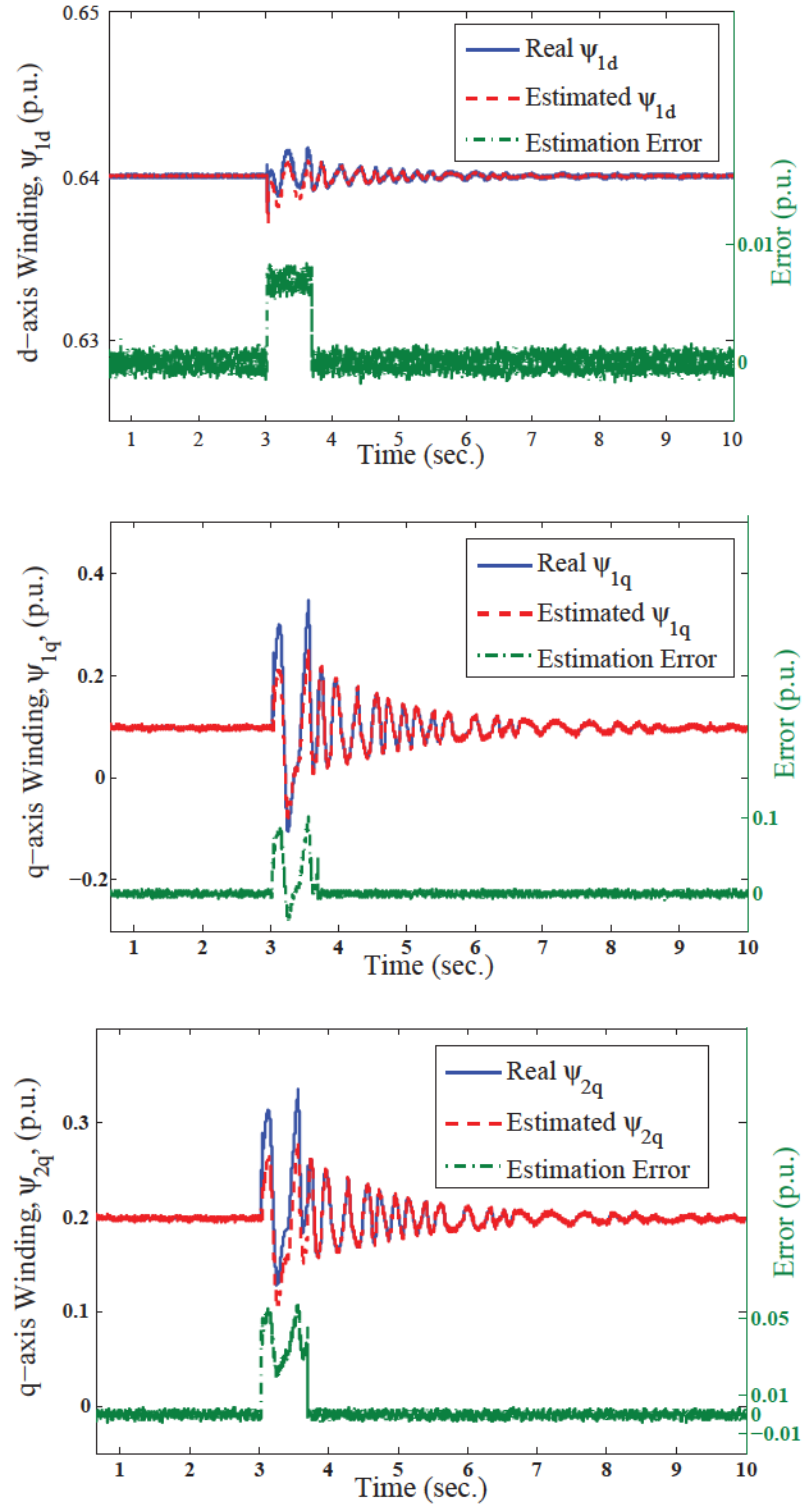 0.65
0.64
0.63
d−axis Winding, Ψ1d (p.u.)
Real Ψ1d
Estimated Ψ1d
Estimation Error
0.01
0
Error (p.u.)
1 2 3 4 5 6 7 8 9 10
Time (sec.)
0.4
0.2
0
−0.2
q−axis Winding, Ψ1q, (p.u.)
Real Ψ1q
Estimated Ψ1q
Estimation Error
0.1
0
Error (p.u.)
1 2 3 4 5 6 7 8 9 10
Time (sec.)
0.3
0.2
0.1
0
q−axis Winding, Ψ2q, (p.u.)
Real Ψ2q
Estimated Ψ2q
Estimation Error
0.05
0.01
0
−0.01
Error (p.u.)
1 2 3 4 5 6 7 8 9 10
Time (sec.)